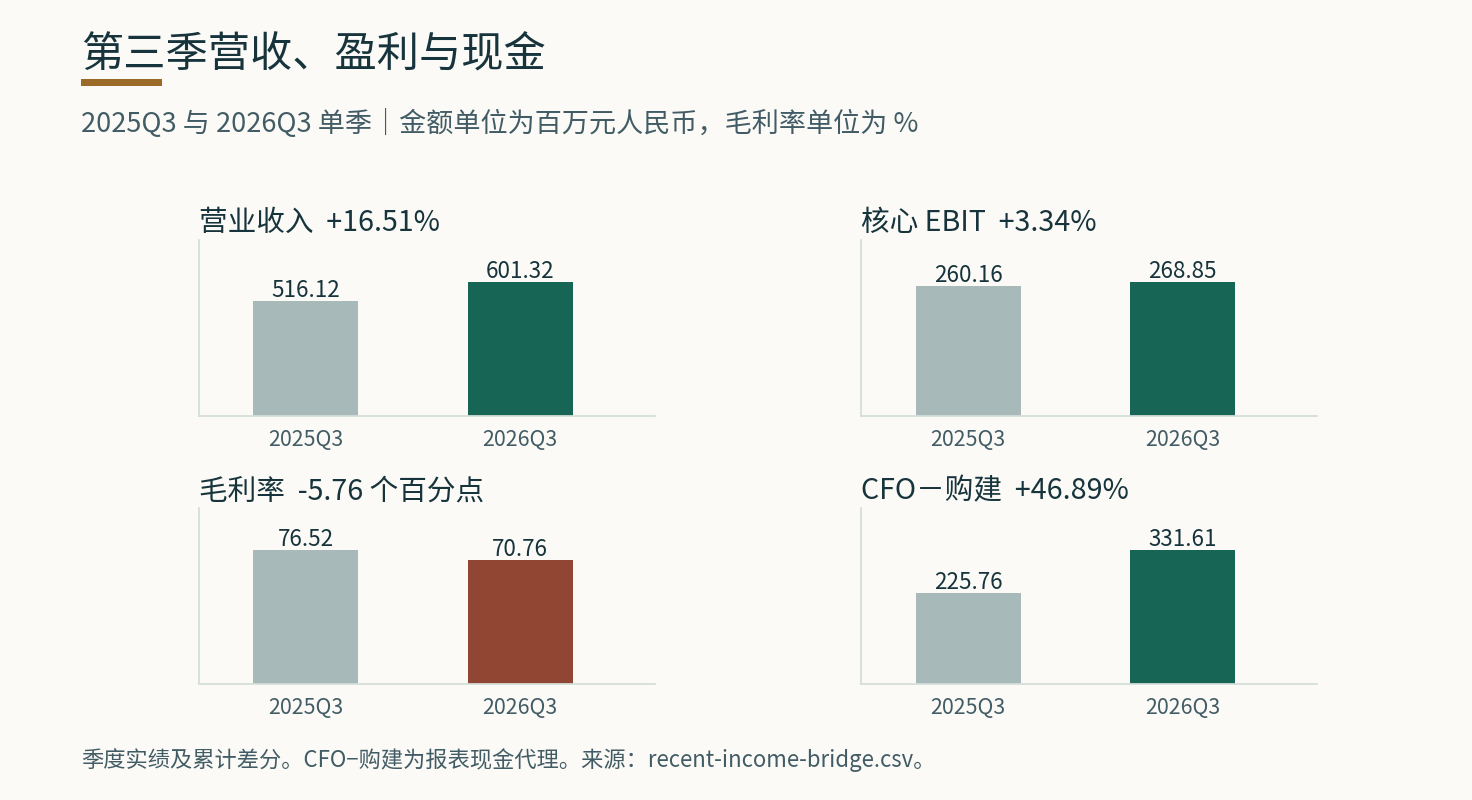 第三季营收、盈利与现金
2025Q3 与 2026Q3 单季｜金额单位为百万元人民币，毛利率单位为 %
营业收入 +16.51%
516.12
601.32
2025Q3
2026Q3
核心 EBIT +3.34%
260.16
268.85
2025Q3
2026Q3
毛利率 -5.76 个百分点
76.52
70.76
2025Q3
2026Q3
CFO－购建 +46.89%
225.76
331.61
2025Q3
2026Q3
季度实绩及累计差分。CFO−购建为报表现金代理。来源：recent-income-bridge.csv。